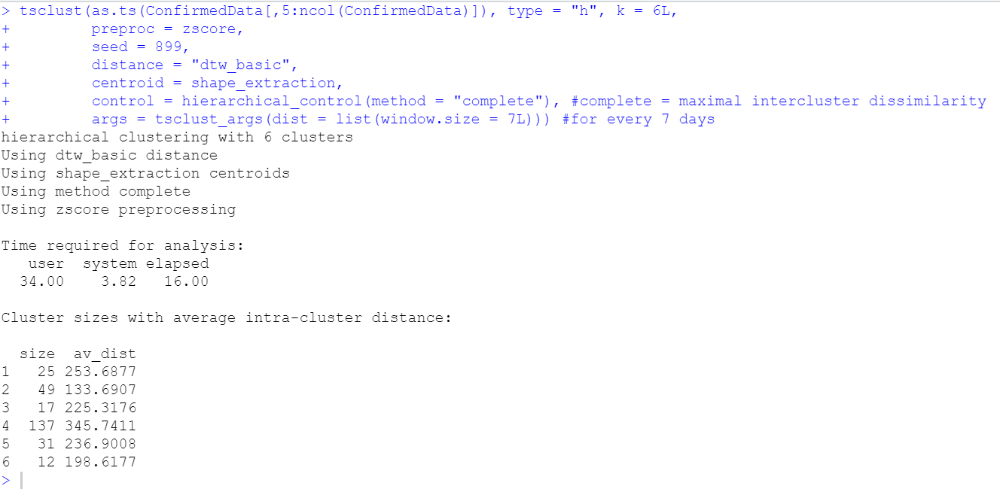 > tsclust(as.ts(ConfirmedData[,5:ncol(ConfirmedData)]), type = "h", k = 6L,
+         preproc = zscore,
+         seed = 899,
+         distance = "dtw_basic",
+         centroid = shape_extraction,
+         control = hierarchical_control(method = "complete"), #complete = maximal intercluster dissimilarity
+         args = tsclust_args(dist = list(window.size = 7L))) #for every 7 days
hierarchical clustering with 6 clusters
Using dtw_basic distance
Using shape_extraction centroids
Using method complete
Using zscore preprocessing

Time required for analysis:
   user  system elapsed
  34.00    3.82   16.00

Cluster sizes with average intra-cluster distance:

  size  av_dist
1   25 253.6877
2   49 133.6907
3   17 225.3176
4  137 345.7411
5   31 236.9008
6   12 198.6177
>